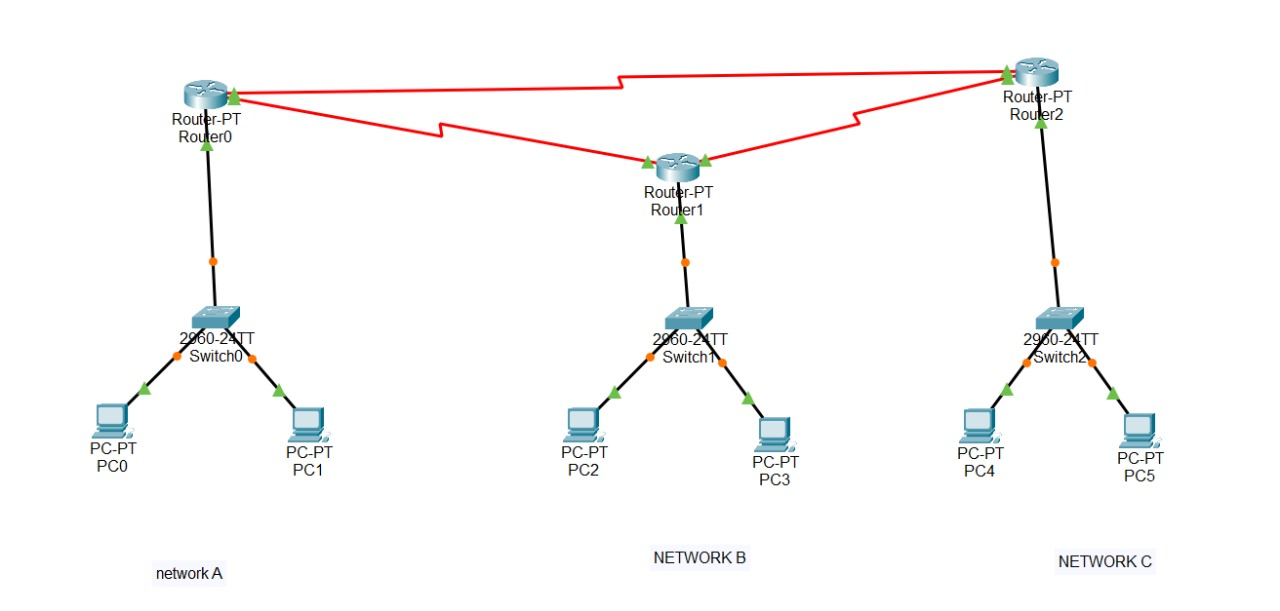 Router-PT
Router0
Router-PT
Router1
Router-PT
Router2
2960-24TT
Switch0
2960-24TT
Switch1
2960-24TT
Switch2
PC-PT
PC0
PC-PT
PC1
PC-PT
PC2
PC-PT
PC3
PC-PT
PC4
PC-PT
PC5
network A
NETWORK B
NETWORK C